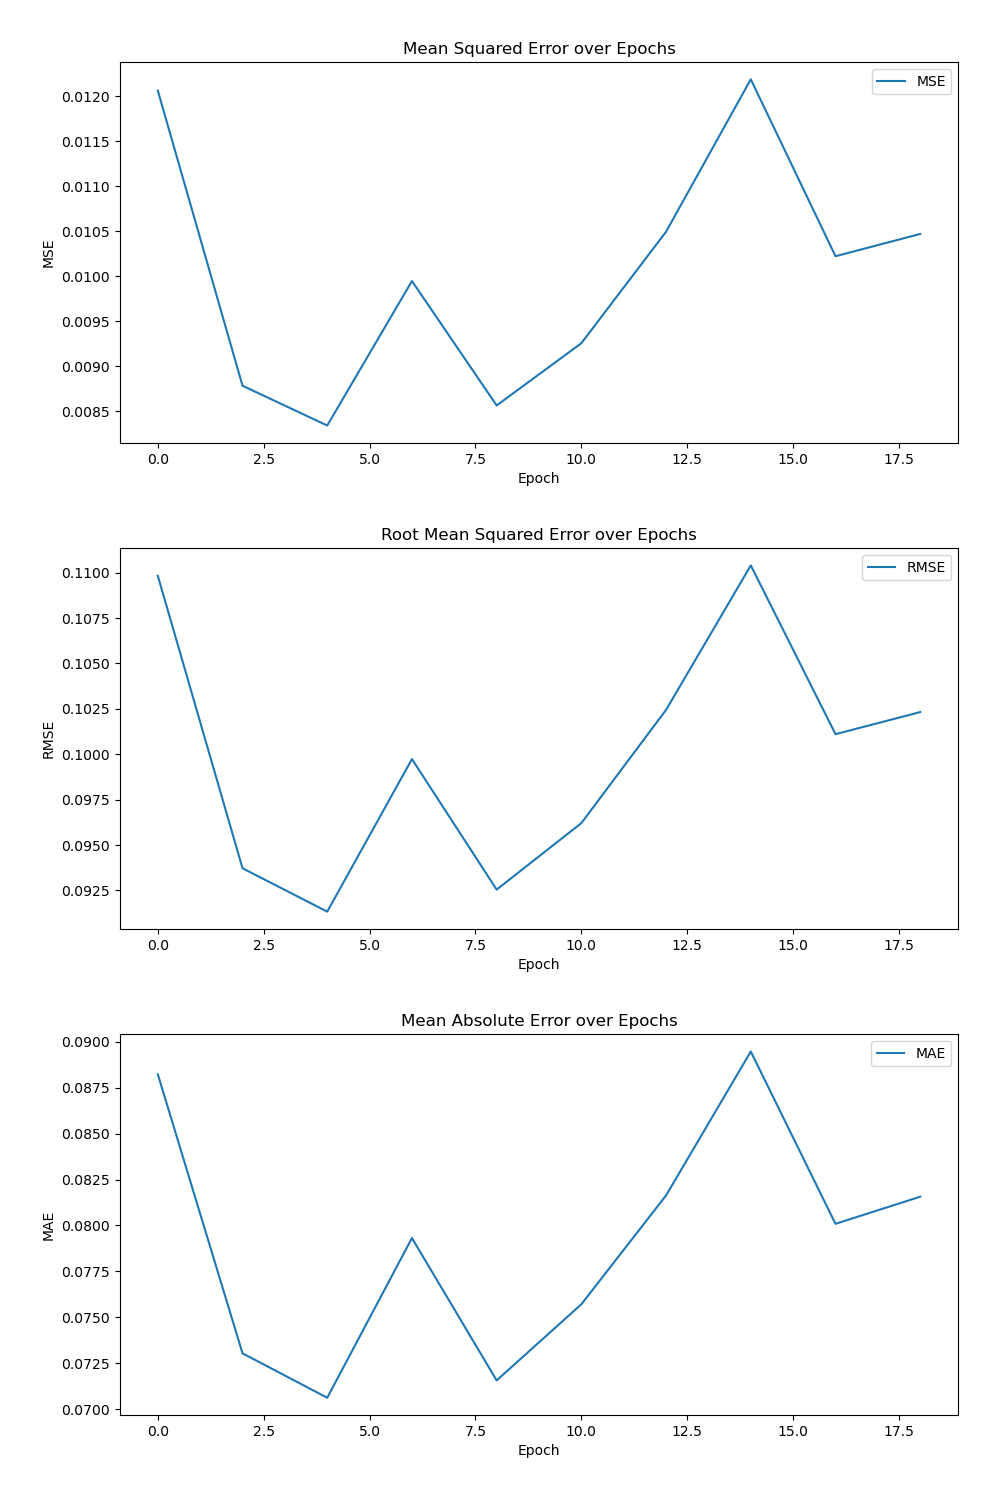 Mean Squared Error over Epochs
MSE
0.0120
0.0115
0.0110
0.0105
0.0100
0.0095
0.0090
0.0085
MSE
0.0 2.5 5.0 7.5 10.0 12.5 15.0 17.5
Epoch
Root Mean Squared Error over Epochs
RMSE
0.1100
0.1075
0.1050
0.1025
0.1000
0.0975
0.0950
0.0925
RMSE
0.0 2.5 5.0 7.5 10.0 12.5 15.0 17.5
Epoch
Mean Absolute Error over Epochs
MAE
0.0900
0.0875
0.0850
0.0825
0.0800
0.0775
0.0750
0.0725
0.0700
MAE
0.0 2.5 5.0 7.5 10.0 12.5 15.0 17.5
Epoch